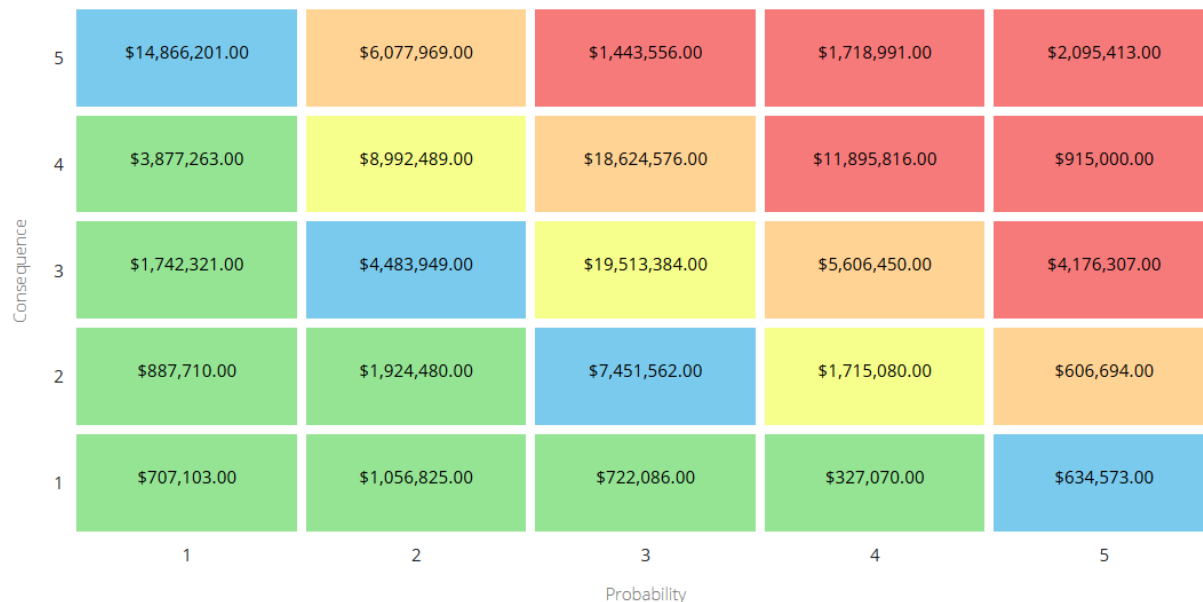 5 $14,866,201.00 $6,077,969.00 $1,443,556.00 $1,718,991.00 $2,095,413.00
4 $3,877,263.00 $8,992,489.00 $18,624,576.00 $11,895,816.00 $915,000.00
Consequence
3 $1,742,321.00 $4,483,949.00 $19,513,384.00 $5,606,450.00 $4,176,307.00
2 $887,710.00 $1,924,480.00 $7,451,562.00 $1,715,080.00 $606,694.00
1 $707,103.00 $1,056,825.00 $722,086.00 $327,070.00 $634,573.00
1 2 3 4 5
Probability